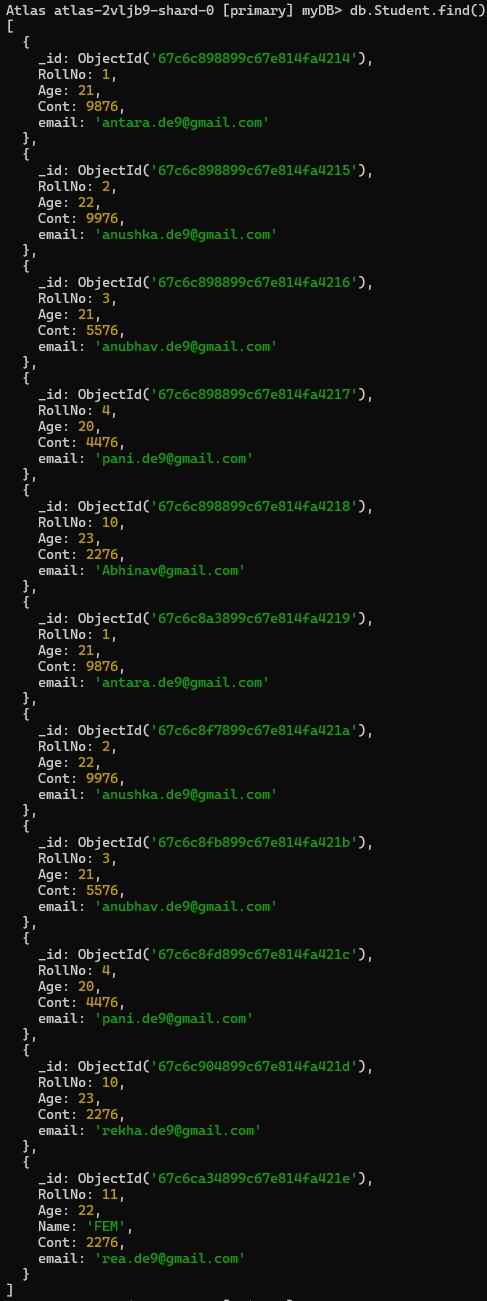 Atlas atlas-2vljb9-shard-0 [primary] myDB> db.Student.find()
[
  {
    _id: ObjectId('67c6c898899c67e814fa4214'),
    RollNo: 1,
    Age: 21,
    Cont: 9876,
    email: 'antara.de9@gmail.com'
  },
  {
    _id: ObjectId('67c6c898899c67e814fa4215'),
    RollNo: 2,
    Age: 22,
    Cont: 9976,
    email: 'anushka.de9@gmail.com'
  },
  {
    _id: ObjectId('67c6c898899c67e814fa4216'),
    RollNo: 3,
    Age: 21,
    Cont: 5576,
    email: 'anubhav.de9@gmail.com'
  },
  {
    _id: ObjectId('67c6c898899c67e814fa4217'),
    RollNo: 4,
    Age: 20,
    Cont: 4476,
    email: 'pani.de9@gmail.com'
  },
  {
    _id: ObjectId('67c6c898899c67e814fa4218'),
    RollNo: 10,
    Age: 23,
    Cont: 2276,
    email: 'Abhinav@gmail.com'
  },
  {
    _id: ObjectId('67c6c8a3899c67e814fa4219'),
    RollNo: 1,
    Age: 21,
    Cont: 9876,
    email: 'antara.de9@gmail.com'
  },
  {
    _id: ObjectId('67c6c8f7899c67e814fa421a'),
    RollNo: 2,
    Age: 22,
    Cont: 9976,
    email: 'anushka.de9@gmail.com'
  },
  {
    _id: ObjectId('67c6c8fb899c67e814fa421b'),
    RollNo: 3,
    Age: 21,
    Cont: 5576,
    email: 'anubhav.de9@gmail.com'
  },
  {
    _id: ObjectId('67c6c8fd899c67e814fa421c'),
    RollNo: 4,
    Age: 20,
    Cont: 4476,
    email: 'pani.de9@gmail.com'
  },
  {
    _id: ObjectId('67c6c904899c67e814fa421d'),
    RollNo: 10,
    Age: 23,
    Cont: 2276,
    email: 'rekha.de9@gmail.com'
  },
  {
    _id: ObjectId('67c6ca34899c67e814fa421e'),
    RollNo: 11,
    Age: 22,
    Name: 'FEM',
    Cont: 2276,
    email: 'rea.de9@gmail.com'
  }
]